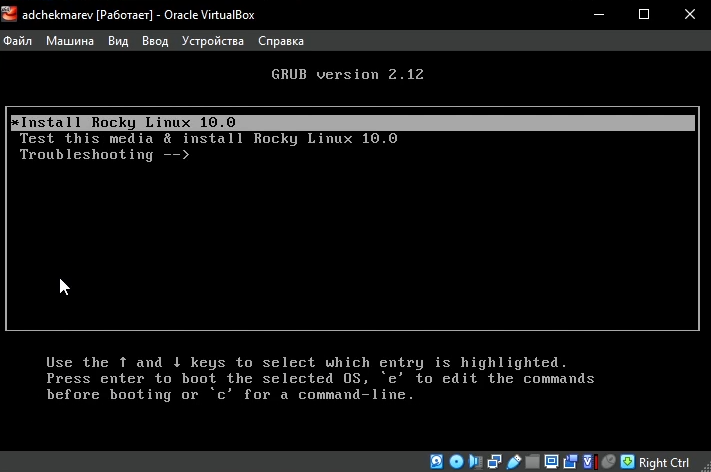 adchekmarev [Работает] - Oracle VirtualBox
Файл Машина Вид Ввод Устройства Справка
GRUB version 2.12
*Install Rocky Linux 10.0
Test this media & install Rocky Linux 10.0
Troubleshooting -->
Use the ↑ and ↓ keys to select which entry is highlighted.
Press enter to boot the selected OS, `e' to edit the commands
before booting or `c' for a command-line.
Right Ctrl